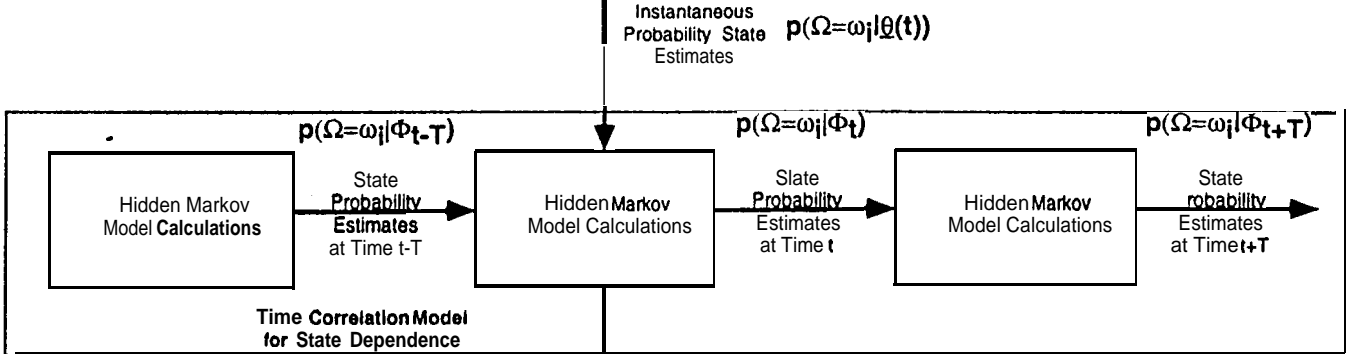 Instantaneous
Probability State
Estimates
p(Ω=ωi|θ(t))
p(Ω=ωi|Φt-T)
p(Ω=ωi|Φt)
p(Ω=ωi|Φt+T)
Hidden Markov
Model Calculations
State
Probability
Estimates
at Time t-T
Hidden Markov
Model Calculations
Slate
Probability
Estimates
at Time t
Hidden Markov
Model Calculations
State
robability
Estimates
at Time t+T
Time Correlation Model
for State Dependence